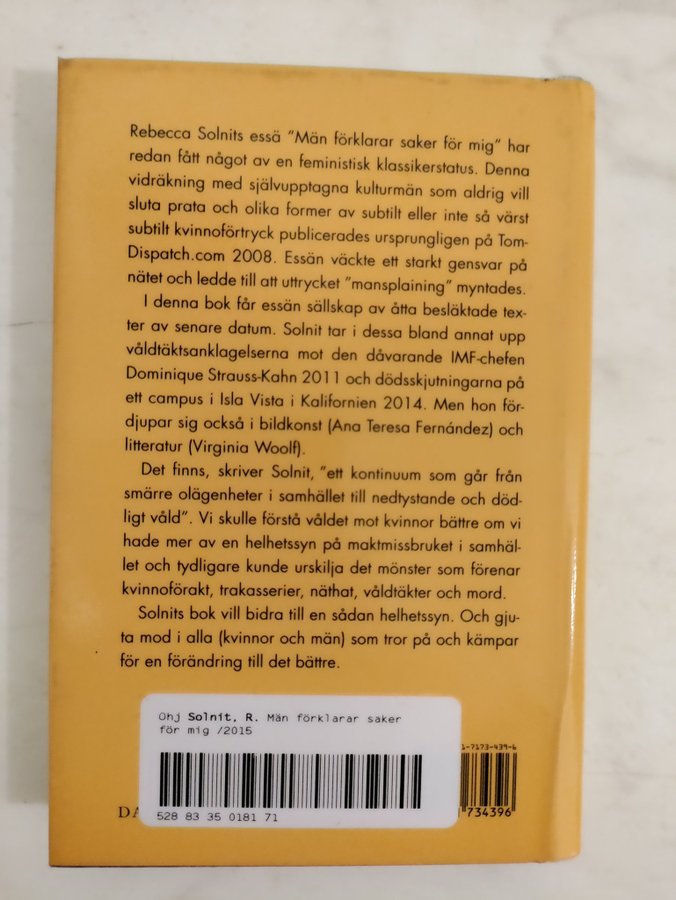 Rebecca Solnits essä ”Män förklarar saker för mig” har
redan fått något av en feministisk klassikerstatus. Denna
vidräkning med självupptagna kulturmän som aldrig vill
sluta prata och olika former av subtilt eller inte så värst
subtilt kvinnoförtryck publicerades ursprungligen på Tom-
Dispatch.com 2008. Essän väckte ett starkt gensvar på
nätet och ledde till att uttrycket ”mansplaining” myntades.
I denna bok får essän sällskap av åtta besläktade tex-
ter av senare datum. Solnit tar i dessa bland annat upp
våldtäktsanklagelserna mot den dåvarande IMF-chefen
Dominique Strauss-Kahn 2011 och dödsskjutningarna på
ett campus i Isla Vista i Kalifornien 2014. Men hon för-
djupar sig också i bildkonst (Ana Teresa Fernández) och
litteratur (Virginia Woolf).
Det finns, skriver Solnit, ”ett kontinuum som går från
smärre olägenheter i samhället till nedtystande och död-
ligt våld”. Vi skulle förstå våldet mot kvinnor bättre om vi
hade mer av en helhetssyn på maktmissbruket i samhäl-
let och tydligare kunde urskilja det mönster som förenar
kvinnoförakt, trakasserier, näthat, våldtäkter och mord.
Solnits bok vill bidra till en sådan helhetssyn. Och gju-
ta mod i alla (kvinnor och män) som tror på och kämpar
för en förändring till det bättre.
Ohj Solnit, R. Män förklarar saker
för mig /2015
1-7173-439-6
DA
528 83 35 0181 71
734396